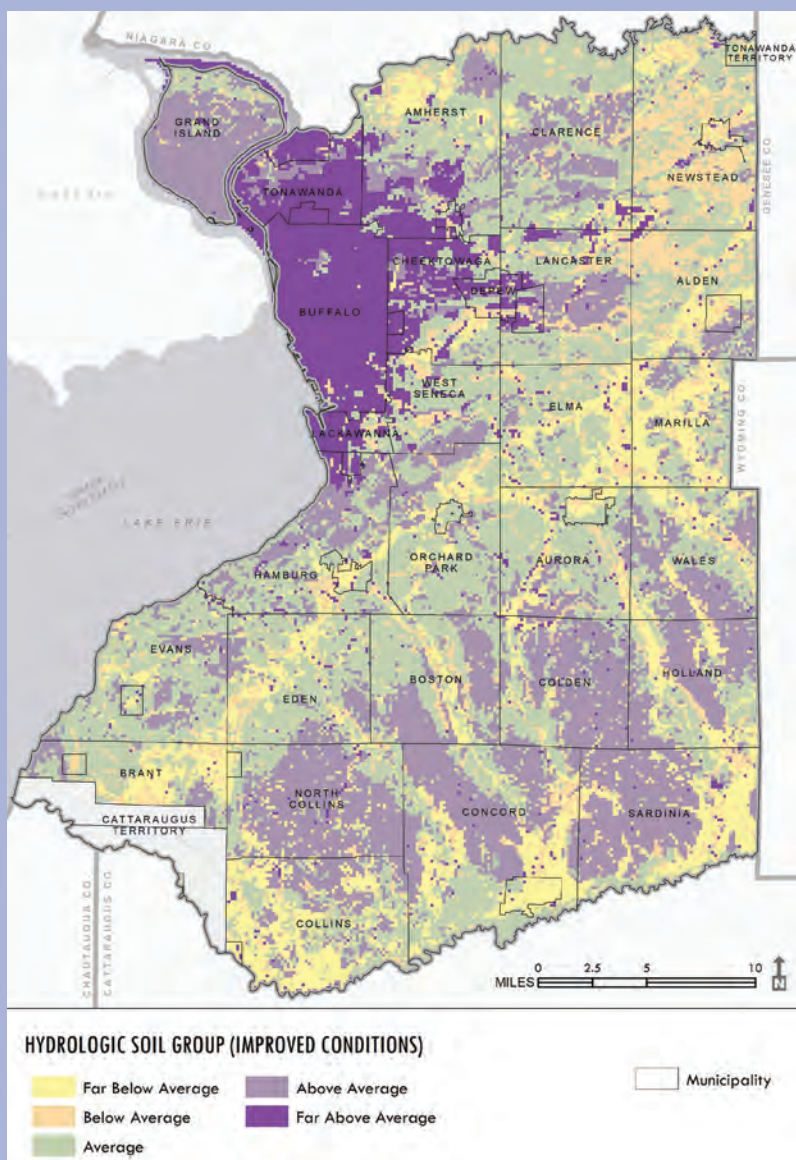 NIAGARA CO.
TONAWANDA
TERRITORY
GRAND
ISLAND
AMHERST
CLARENCE
NEWSTEAD
GENESEE CO.
TONAWANDA
CHEEKTOWAGA
LANCASTER
DEPEW
ALDEN
BUFFALO
WEST
SENECA
ELMA
MARILLA
WYOMING CO.
LACKAWANNA
LAKE ERIE
ORCHARD
PARK
AURORA
WALES
HAMBURG
EVANS
EDEN
BOSTON
COLDEN
HOLLAND
BRANT
NORTH
COLLINS
CONCORD
SARDINIA
CATTARAUGUS
TERRITORY
COLLINS
CHAUTAUQUA CO.
CATTARAUGUS CO.
MILES
0 2.5 5 10
N
HYDROLOGIC SOIL GROUP (IMPROVED CONDITIONS)
Far Below Average
Below Average
Average
Above Average
Far Above Average
Municipality